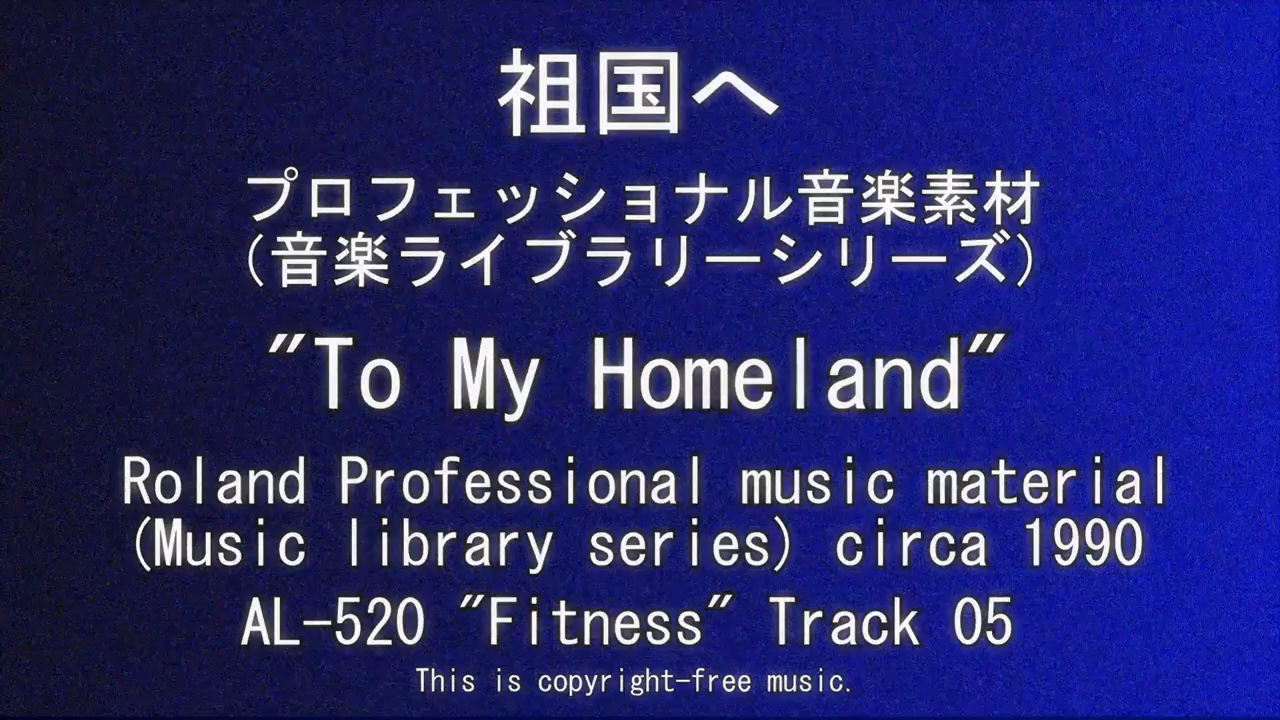 祖国へ
プロフェッショナル音楽素材
（音楽ライブラリーシリーズ）
"To My Homeland"
Roland Professional music material
(Music library series) circa 1990
AL-520 "Fitness" Track 05
This is copyright-free music.